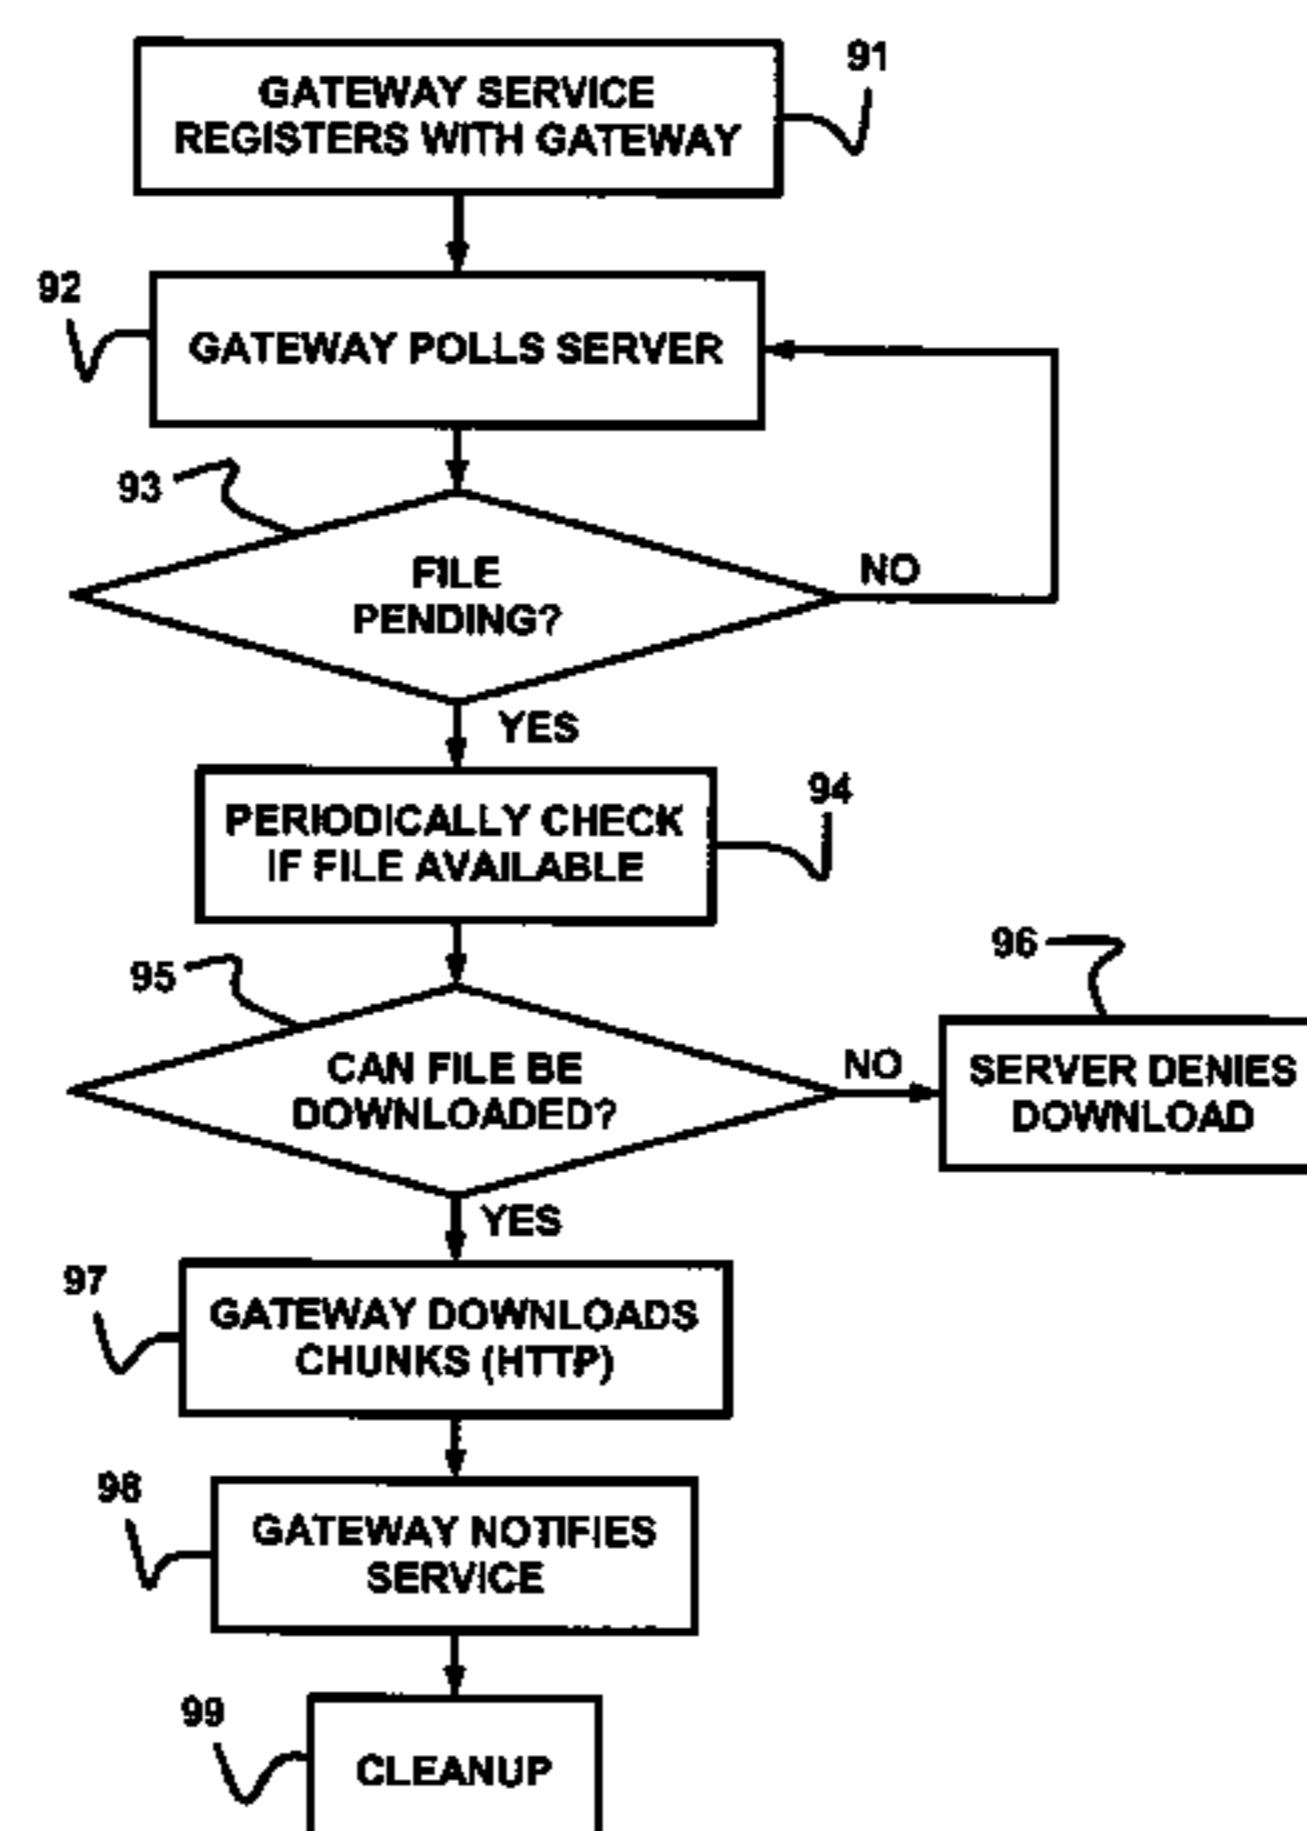 91
GATEWAY SERVICE
REGISTERS WITH GATEWAY
92
GATEWAY POLLS SERVER
93
FILE
PENDING?
NO
YES
94
PERIODICALLY CHECK
IF FILE AVAILABLE
95
CAN FILE BE
DOWNLOADED?
NO
96
SERVER DENIES
DOWNLOAD
YES
97
GATEWAY DOWNLOADS
CHUNKS (HTTP)
98
GATEWAY NOTIFIES
SERVICE
99
CLEANUP